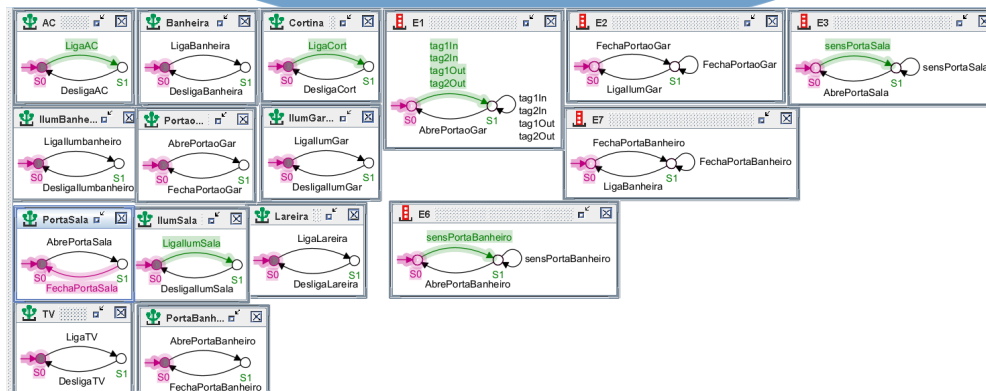 AC
LigaAC
S0
S1
DesligaAC
Banheira
LigaBanheira
S0
S1
DesligaBanheira
Cortina
LigaCort
S0
S1
DesligaCort
E1
tag1In
tag2In
tag1Out
tag2Out
S0
S1
AbrePortaoGar
tag1In
tag2In
tag1Out
tag2Out
E2
FechaPortaoGar
FechaPortaoGar
S0
S1
LigaIlumGar
E3
sensPortaSala
sensPortaSala
S0
S1
AbrePortaSala
IlumBanhe...
LigaIlumbanheiro
S0
S1
DesligaIlumbanheiro
Portao...
AbrePortaoGar
S0
S1
FechaPortaoGar
IlumGar...
LigaIlumGar
S0
S1
DesligaIlumGar
E7
FechaPortaBanheiro
FechaPortaBanheiro
S0
S1
LigaBanheira
PortaSala
AbrePortaSala
S0
S1
FechaPortaSala
IlumSala
LigaIlumSala
S0
S1
DesligaIlumSala
Lareira
LigaLareira
S0
S1
DesligaLareira
E6
sensPortaBanheiro
sensPortaBanheiro
S0
S1
AbrePortaBanheiro
TV
LigaTV
S0
S1
DesligaTV
PortaBanh...
AbrePortaBanheiro
S0
S1
FechaPortaBanheiro